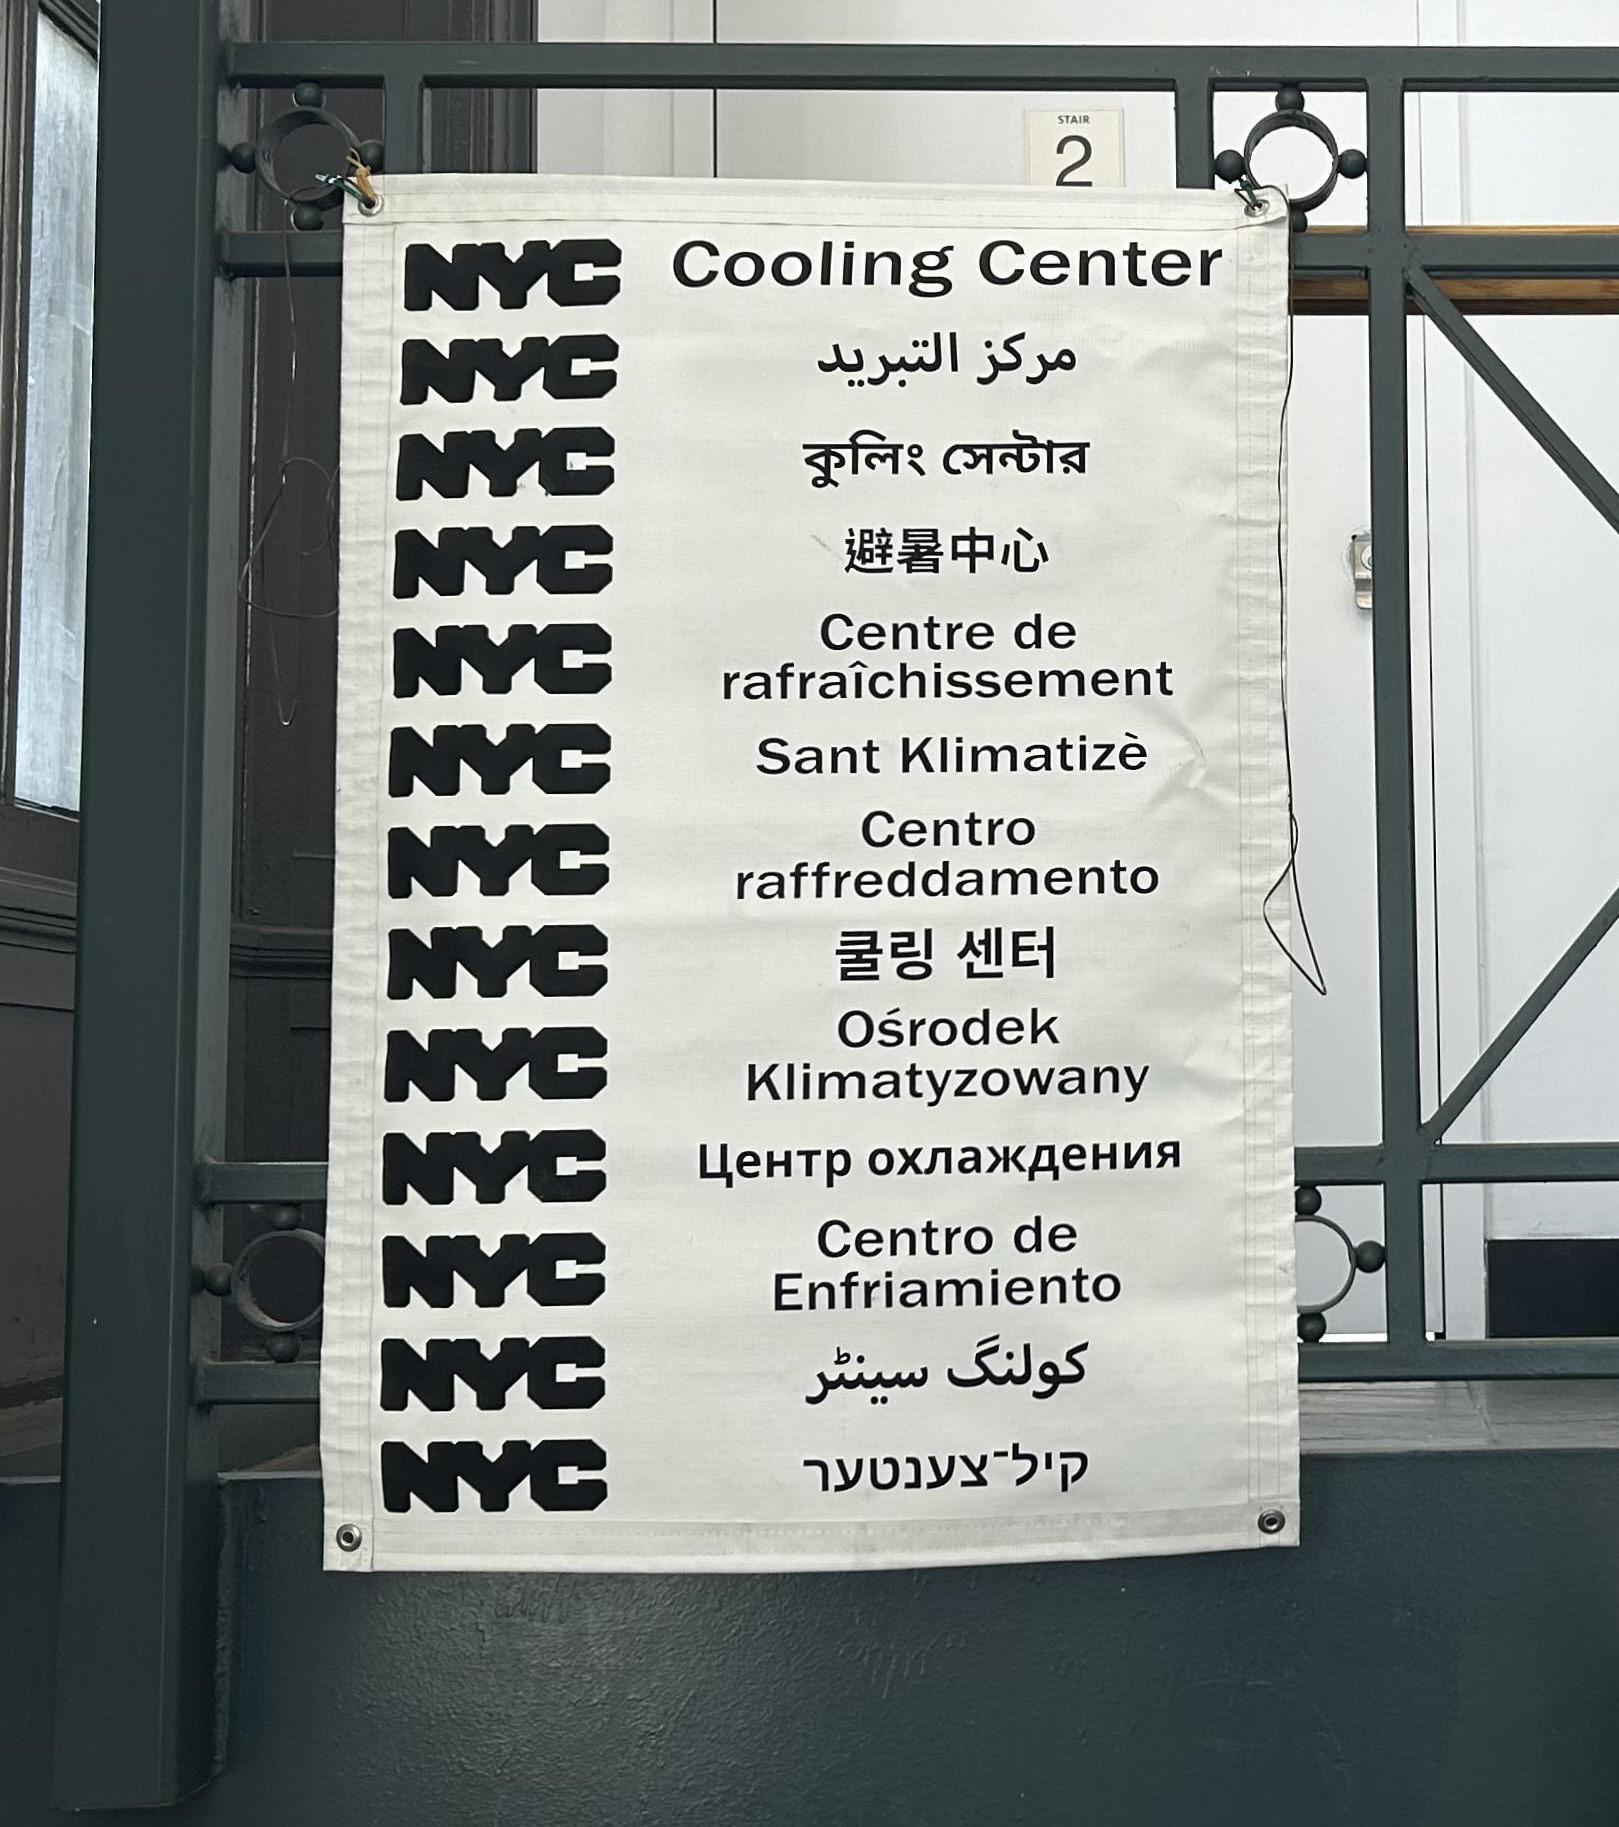 STAIR
2
NYC Cooling Center
NYC مركز التبريد
NYC কুলিং সেন্টার
NYC 避暑中心
NYC Centre de
rafraîchissement
NYC Sant Klimatizè
NYC Centro
raffreddamento
NYC 쿨링 센터
NYC Ośrodek
Klimatyzowany
NYC Центр охлаждения
NYC Centro de
Enfriamiento
NYC کولنگ سینٹر
NYC קיל־צענטער